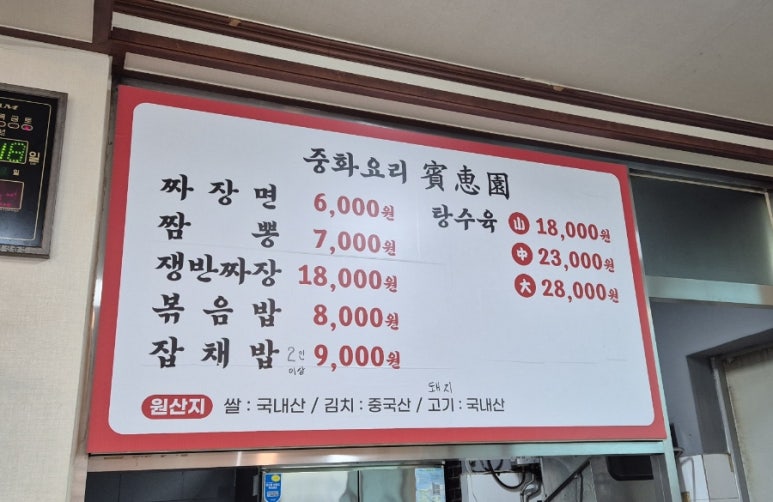 중화요리 賓惠園
짜장면 6,000원
짬뽕 7,000원
쟁반짜장 18,000원
볶음밥 8,000원
잡채밥 2인 이상 9,000원
탕수육 山 18,000원
中 23,000원
大 28,000원
돼지
원산지 쌀 : 국내산 / 김치 : 중국산 / 고기 : 국내산
18일